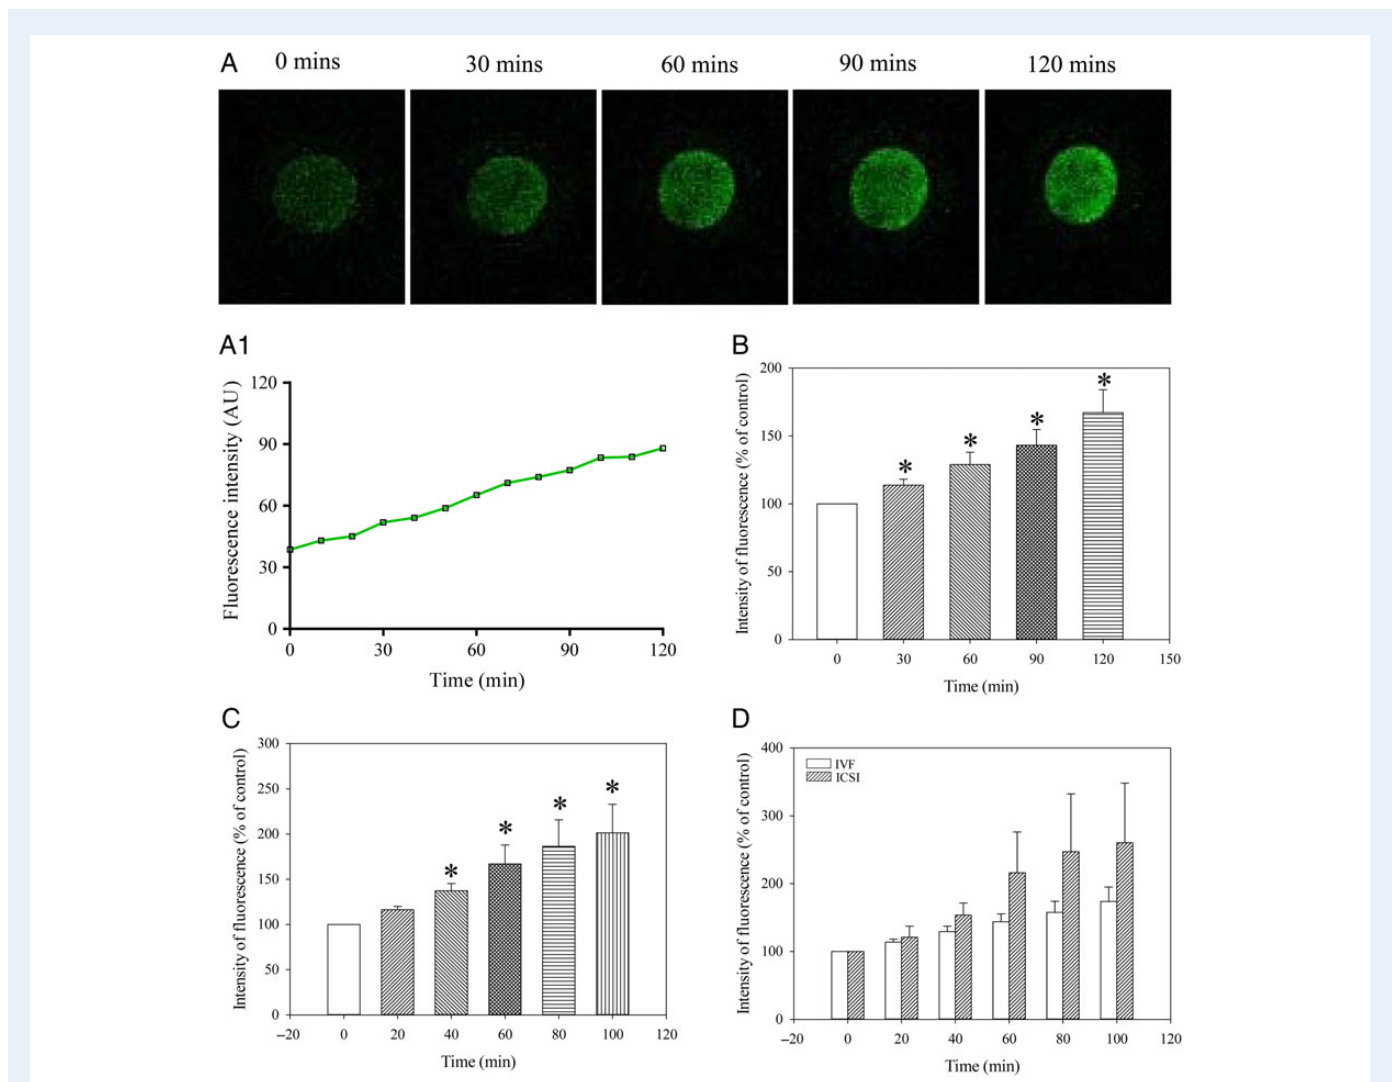 A 0 mins 30 mins 60 mins 90 mins 120 mins
A1
Fluorescence intensity (AU)
120
90
60
30
0
0 30 60 90 120
Time (min)
B
Intensity of fluorescence (% of control)
200
150
100
50
0
* * * *
0 30 60 90 120 150
Time (min)
C
Intensity of fluorescence (% of control)
300
250
200
150
100
50
0
* * * *
–20 0 20 40 60 80 100 120
Time (min)
D
Intensity of fluorescence (% of control)
400
300
200
100
0
IVF
ICSI
–20 0 20 40 60 80 100 120
Time (min)